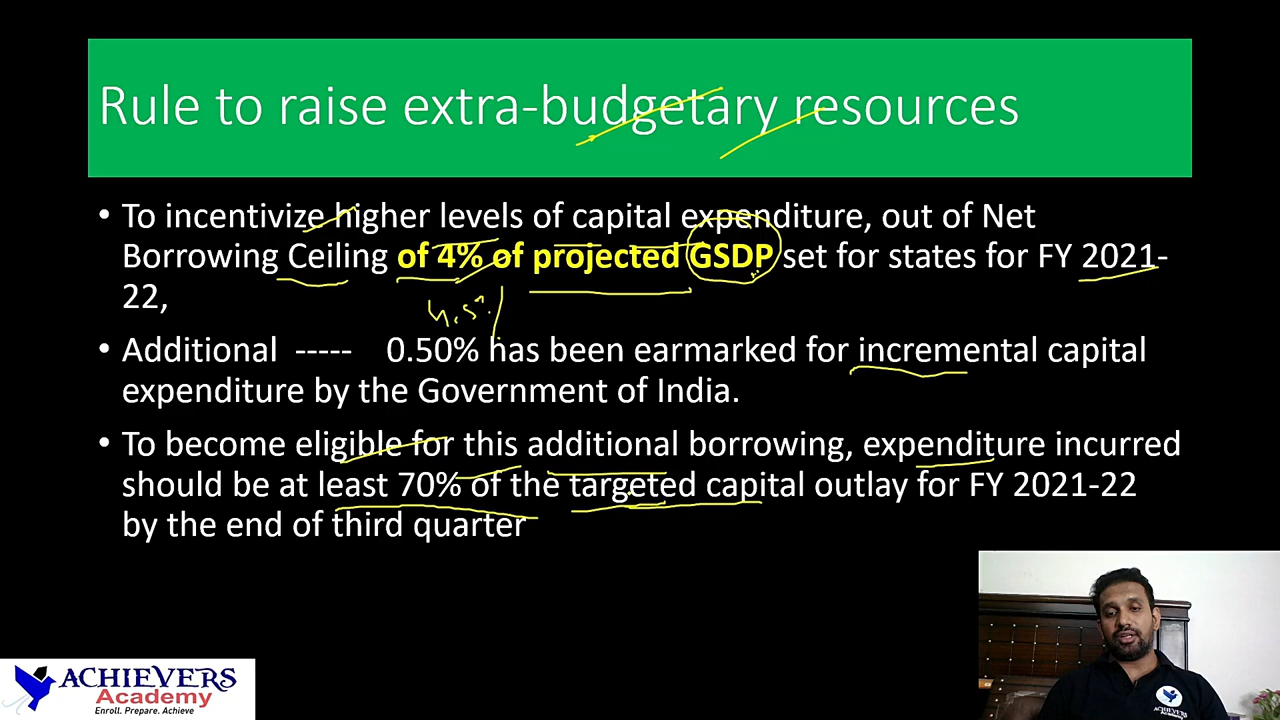 Rule to raise extra-budgetary resources
• To incentivize higher levels of capital expenditure, out of Net
Borrowing Ceiling of 4% of projected GSDP set for states for FY 2021-
22,
4.5%
• Additional ----- 0.50% has been earmarked for incremental capital
expenditure by the Government of India.
• To become eligible for this additional borrowing, expenditure incurred
should be at least 70% of the targeted capital outlay for FY 2021-22
by the end of third quarter
ACHIEVERS
Academy
Enroll. Prepare. Achieve
ACHIEVERS